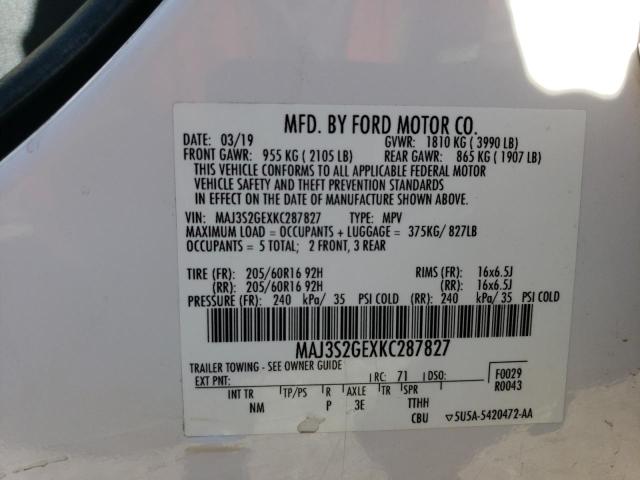 MFD. BY FORD MOTOR CO.
DATE: 03/19 GVWR: 1810 KG ( 3990 LB)
FRONT GAWR: 955 KG ( 2105 LB) REAR GAWR: 865 KG ( 1907 LB)
THIS VEHICLE CONFORMS TO ALL APPLICABLE FEDERAL MOTOR
VEHICLE SAFETY AND THEFT PREVENTION STANDARDS
IN EFFECT ON THE DATE OF MANUFACTURE SHOWN ABOVE.
VIN: MAJ3S2GEXKC287827 TYPE: MPV
MAXIMUM LOAD = OCCUPANTS + LUGGAGE = 375KG/ 827LB
OCCUPANTS = 5 TOTAL; 2 FRONT, 3 REAR
TIRE (FR): 205/60R16 92H RIMS (FR): 16x6.5J
(RR): 205/60R16 92H (RR): 16x6.5J
PRESSURE (FR): 240 kPa/ 35 PSI COLD (RR): 240 kPa/ 35 PSI COLD
MAJ3S2GEXKC287827
TRAILER TOWING - SEE OWNER GUIDE
EXT PNT: RC: 71 DSO: F0029
R0043
INT TR TP/PS R AXLE TR SPR
NM P 3E TTHH
CBU ▽5U5A-5420472-AA